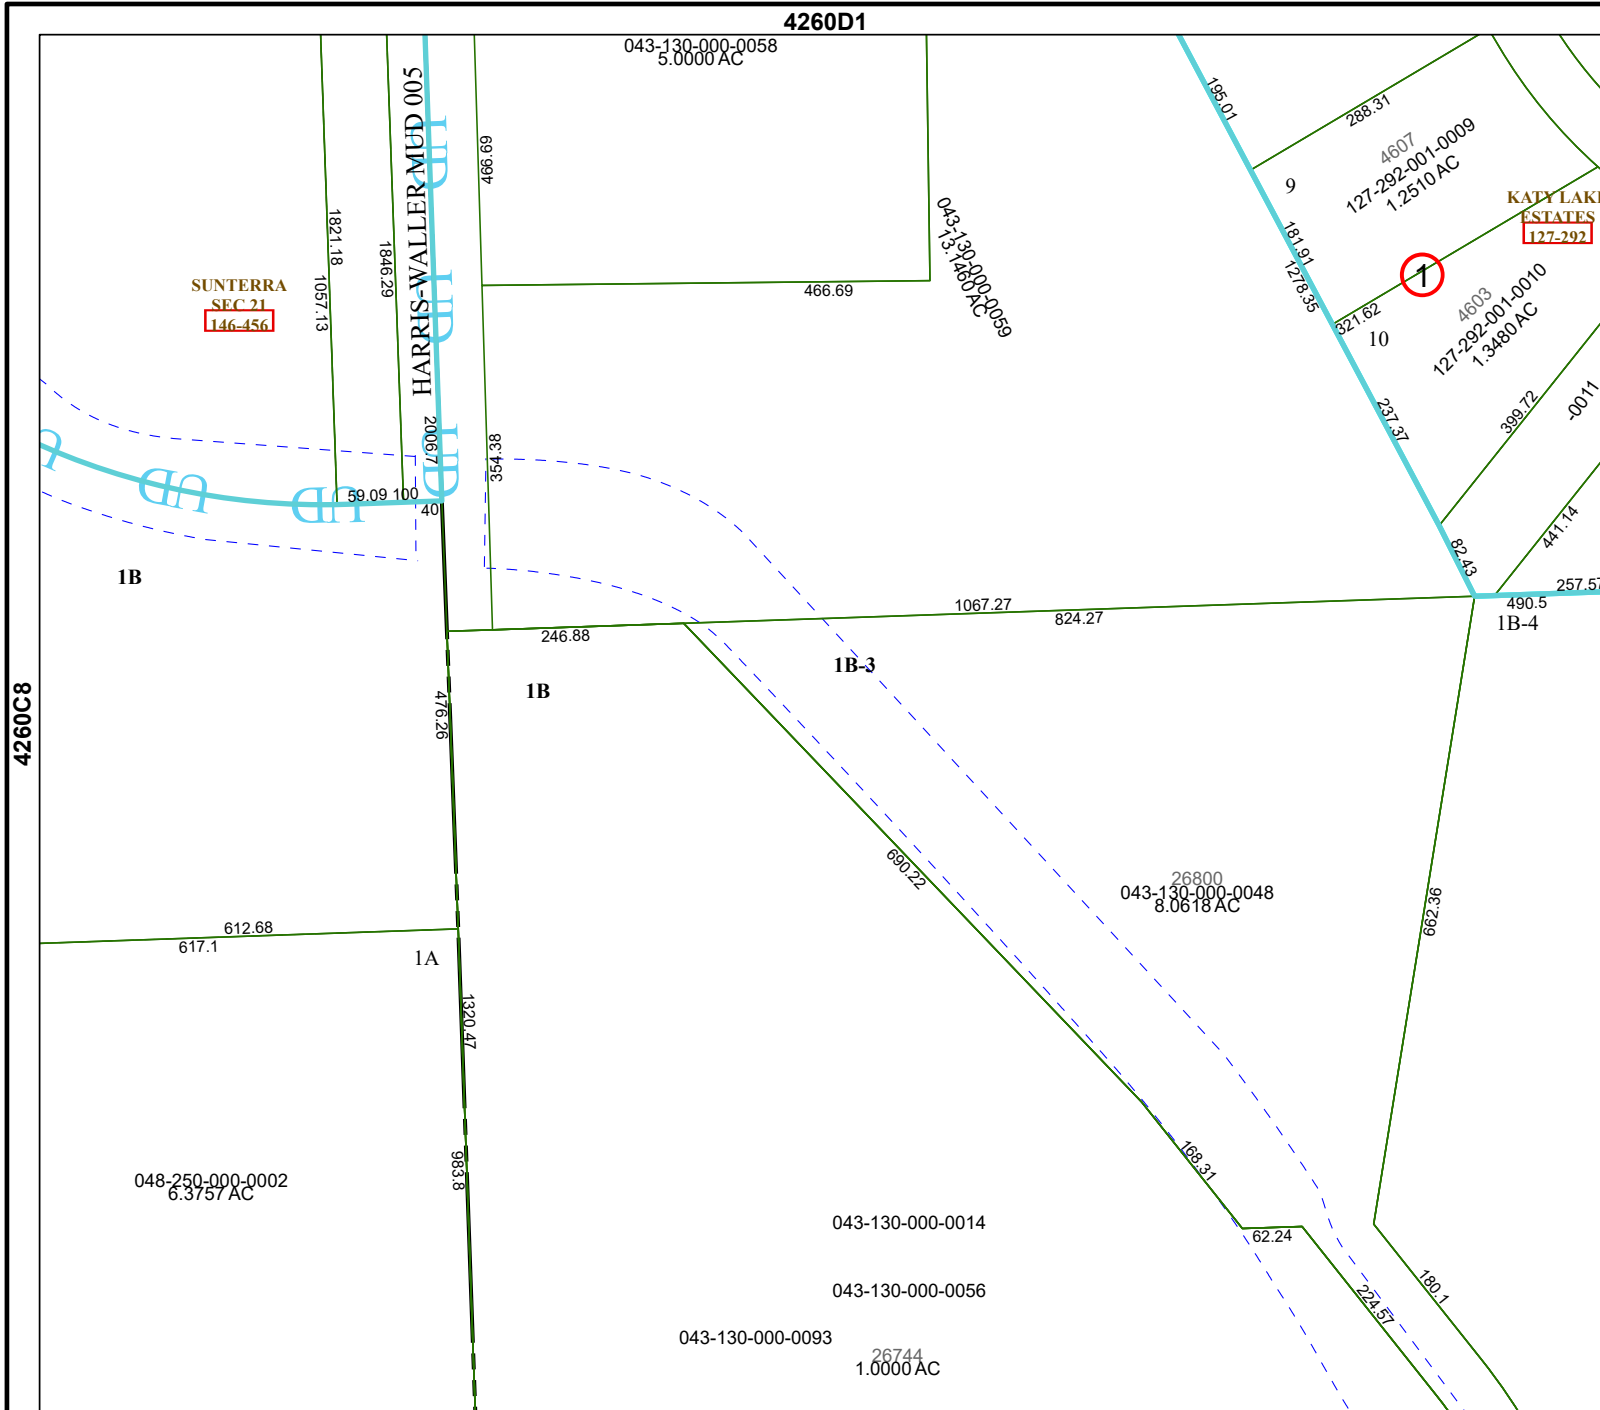 4260D1
4260C8
043-130-000-0058
5.0000 AC
HARRIS-WALLER MUD 005
UD
UD
UD
UD
UD
466.69
466.69
1821.18
1057.13
1846.29
2006.7
354.38
SUNTERRA
SEC 21
146-456
59.09
100
40
043-130-000-0059
13.1460 AC
195.01
288.31
4607
127-292-001-0009
1.2510 AC
9
181.91
1278.35
KATY LAKE
ESTATES
127-292
1
321.62
10
4603
127-292-001-0010
1.3480 AC
237.37
399.72
-0011
441.14
82.43
257.57
490.5
1B-4
1B
1067.27
824.27
246.88
1B-3
1B
476.26
690.22
26800
043-130-000-0048
8.0618 AC
662.36
612.68
617.1
1A
1320.47
983.8
168.31
048-250-000-0002
6.3757 AC
043-130-000-0014
62.24
043-130-000-0056
180.1
224.57
043-130-000-0093
26744
1.0000 AC